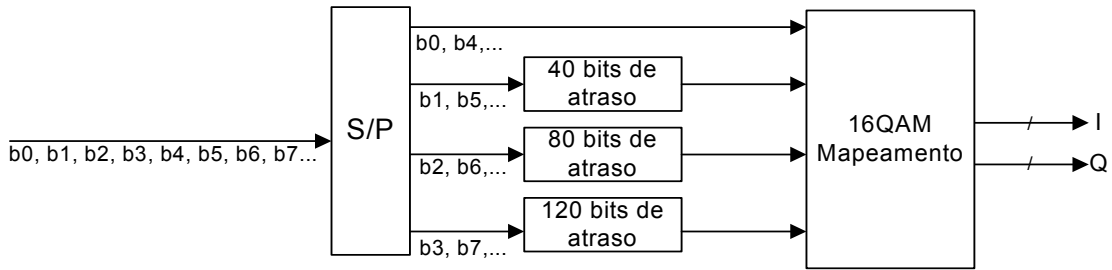 b0, b1, b2, b3, b4, b5, b6, b7...
S/P
b0, b4,...
b1, b5,...
b2, b6,...
b3, b7,...
40 bits de
atraso
80 bits de
atraso
120 bits de
atraso
16QAM
Mapeamento
I
Q